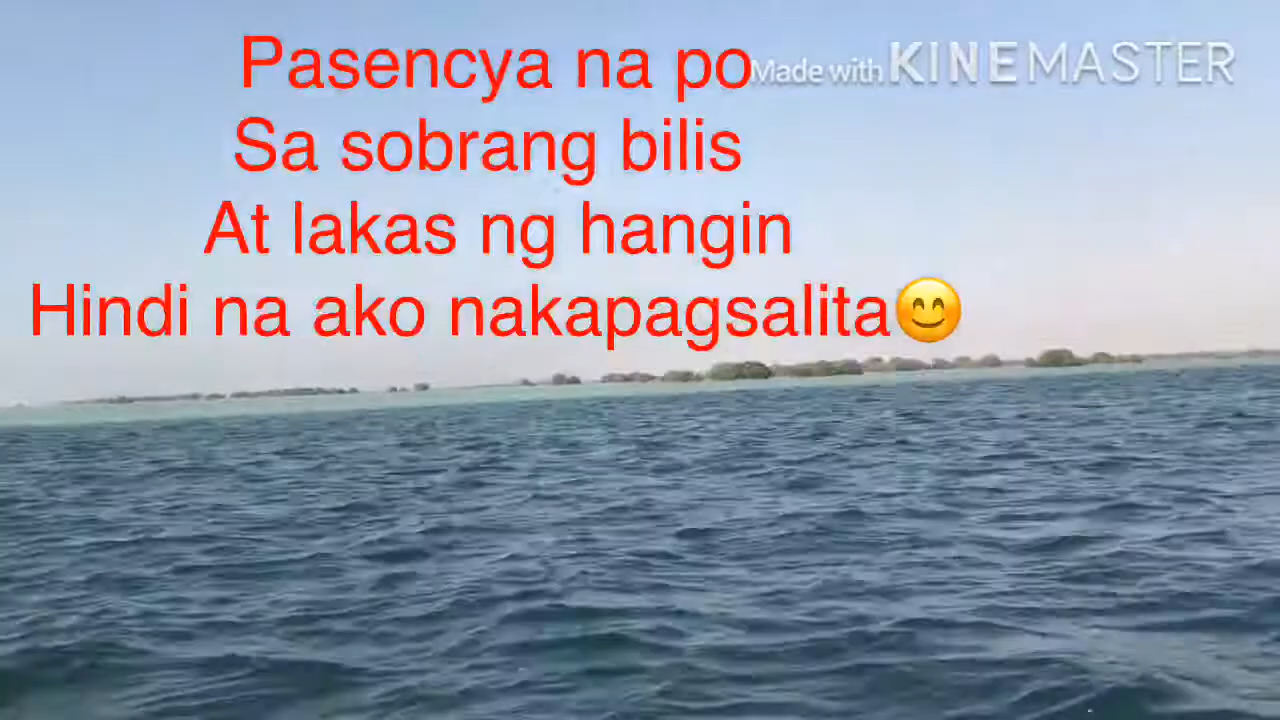 Pasencya na po
Made with KINEMASTER
Sa sobrang bilis
At lakas ng hangin
Hindi na ako nakapagsalita😊